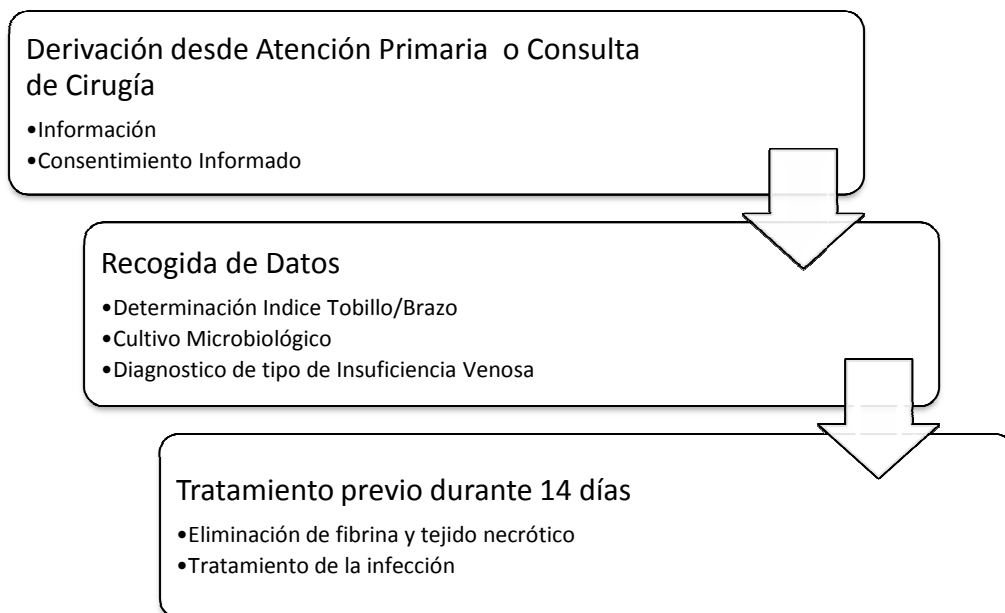 Derivación desde Atención Primaria o Consulta
de Cirugía
•Información
•Consentimiento Informado
Recogida de Datos
•Determinación Indice Tobillo/Brazo
•Cultivo Microbiológico
•Diagnostico de tipo de Insuficiencia Venosa
Tratamiento previo durante 14 días
•Eliminación de fibrina y tejido necrótico
•Tratamiento de la infección